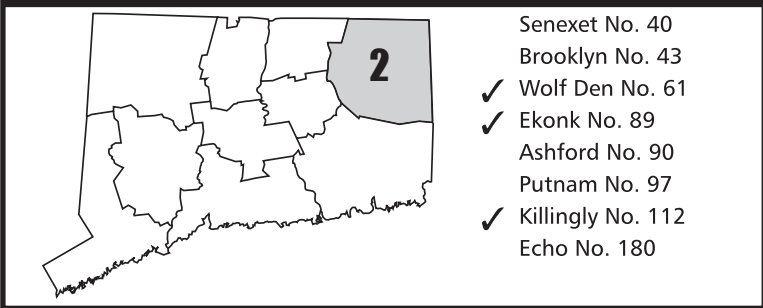 2
Senexet No. 40
Brooklyn No. 43
✓ Wolf Den No. 61
✓ Ekonk No. 89
Ashford No. 90
Putnam No. 97
✓ Killingly No. 112
Echo No. 180